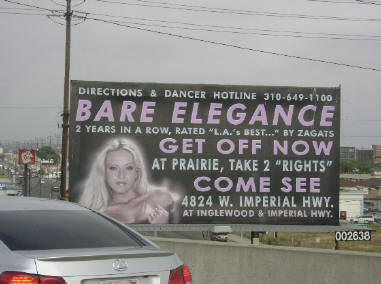 DIRECTIONS & DANCER HOTLINE 310-649-1100
BARE ELEGANCE
2 YEARS IN A ROW, RATED "L.A.'s BEST..." BY ZAGATS
GET OFF NOW
AT PRAIRIE, TAKE 2 "RIGHTS"
COME SEE
4824 W. IMPERIAL HWY.
AT INGLEWOOD & IMPERIAL HWY.
002638